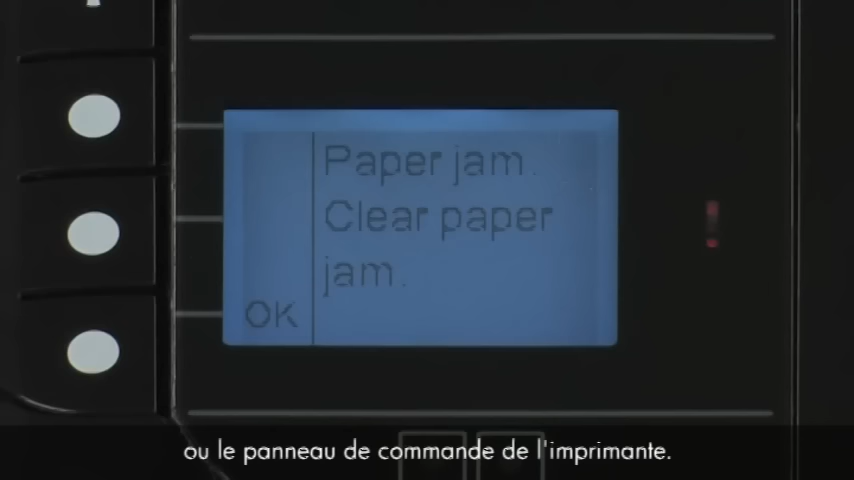 Paper jam.
Clear paper
jam.
OK
ou le panneau de commande de l'imprimante.